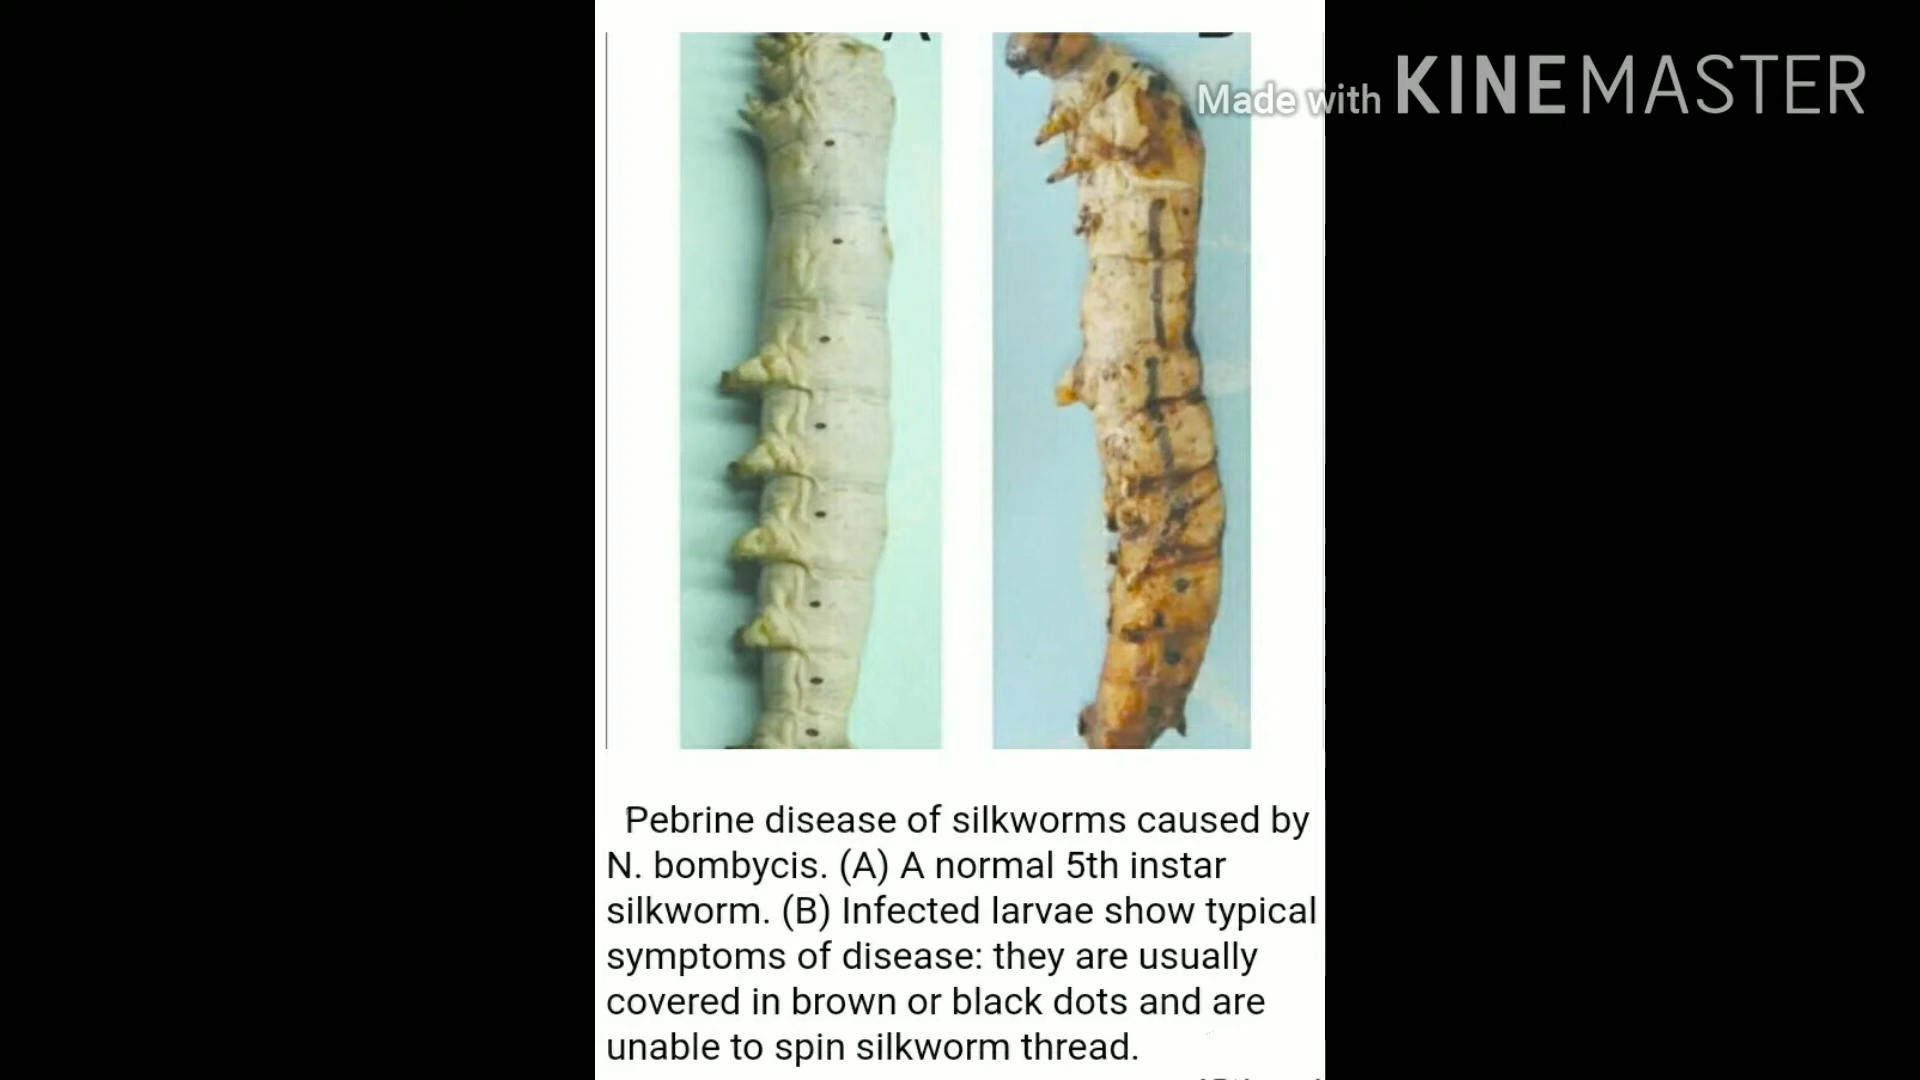 Made with KINEMASTER
Pebrine disease of silkworms caused by
N. bombycis. (A) A normal 5th instar
silkworm. (B) Infected larvae show typical
symptoms of disease: they are usually
covered in brown or black dots and are
unable to spin silkworm thread.